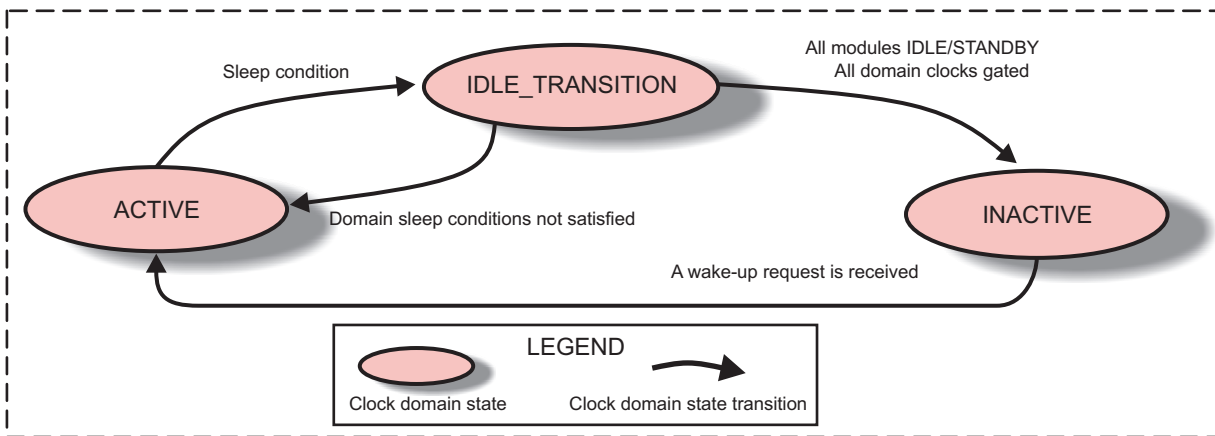 Sleep condition
IDLE_TRANSITION
All modules IDLE/STANDBY
All domain clocks gated
ACTIVE
Domain sleep conditions not satisfied
INACTIVE
A wake-up request is received
LEGEND
Clock domain state
Clock domain state transition